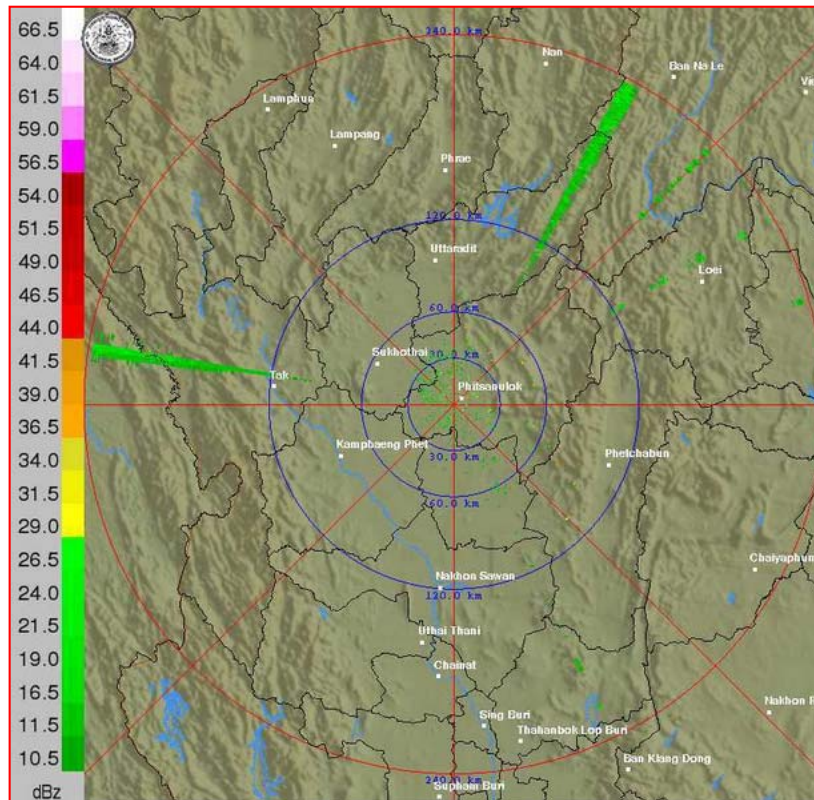 66.5
64.0
61.5
59.0
56.5
54.0
51.5
49.0
46.5
44.0
41.5
39.0
36.5
34.0
31.5
29.0
26.5
24.0
21.5
19.0
16.5
11.5
10.5
dBz
240.0 km
Nan
Ban Na Le
Lamphun
Lampang
Phrae
120.0 km
Uttaradit
Loei
60.0 km
Sukhothai
Tak
Phitsanulok
Kamphaeng Phet
30.0 km
Phetchabun
60.0 km
Nakhon Sawan
120.0 km
Chaiyaphum
Uthai Thani
Chainat
Nakhon
Sing Buri
Thahanbok Lop Buri
Ban Klang Dong
240.0 km
Suphan Buri